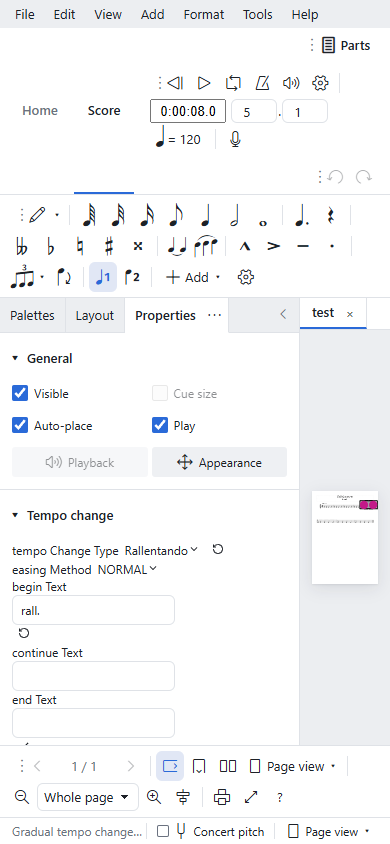 File Edit View Add Format Tools Help
Parts
Home Score 0:00:08.0 5 . 1
= 120
3 1 2 Add
Palettes Layout Properties ··· test ×
General
Visible Cue size
Auto-place Play
Playback Appearance
Tempo change
tempo Change Type Rallentando
easing Method NORMAL
begin Text
rall.
continue Text
end Text
1 / 1 Page view
Whole page ?
Gradual tempo change... Concert pitch Page view